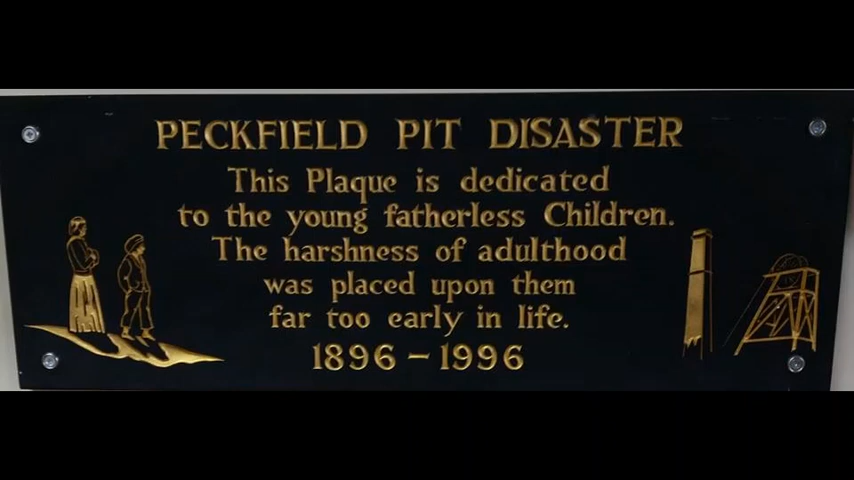 PECKFIELD PIT DISASTER
This Plaque is dedicated
to the young fatherless Children.
The harshness of adulthood
was placed upon them
far too early in life.
1896 - 1996